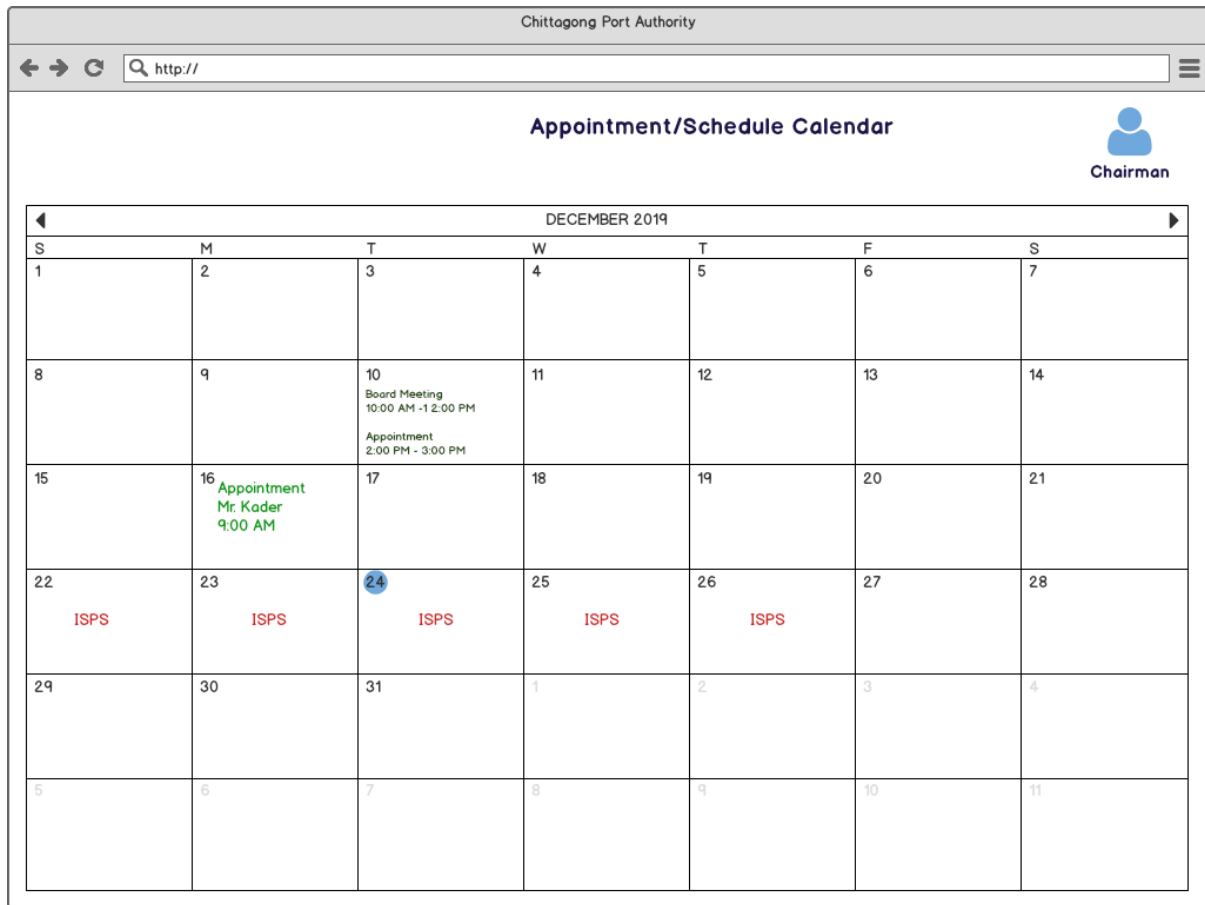 Chittagong Port Authority
http://
Appointment/Schedule Calendar
Chairman
DECEMBER 2019
S M T W T F S
1 2 3 4 5 6 7
8 9 10 11 12 13 14
Board Meeting
10:00 AM -1 2:00 PM
Appointment
2:00 PM - 3:00 PM
15 16 17 18 19 20 21
Appointment
Mr. Kader
9:00 AM
22 23 24 25 26 27 28
ISPS ISPS ISPS ISPS ISPS
29 30 31 1 2 3 4
5 6 7 8 9 10 11